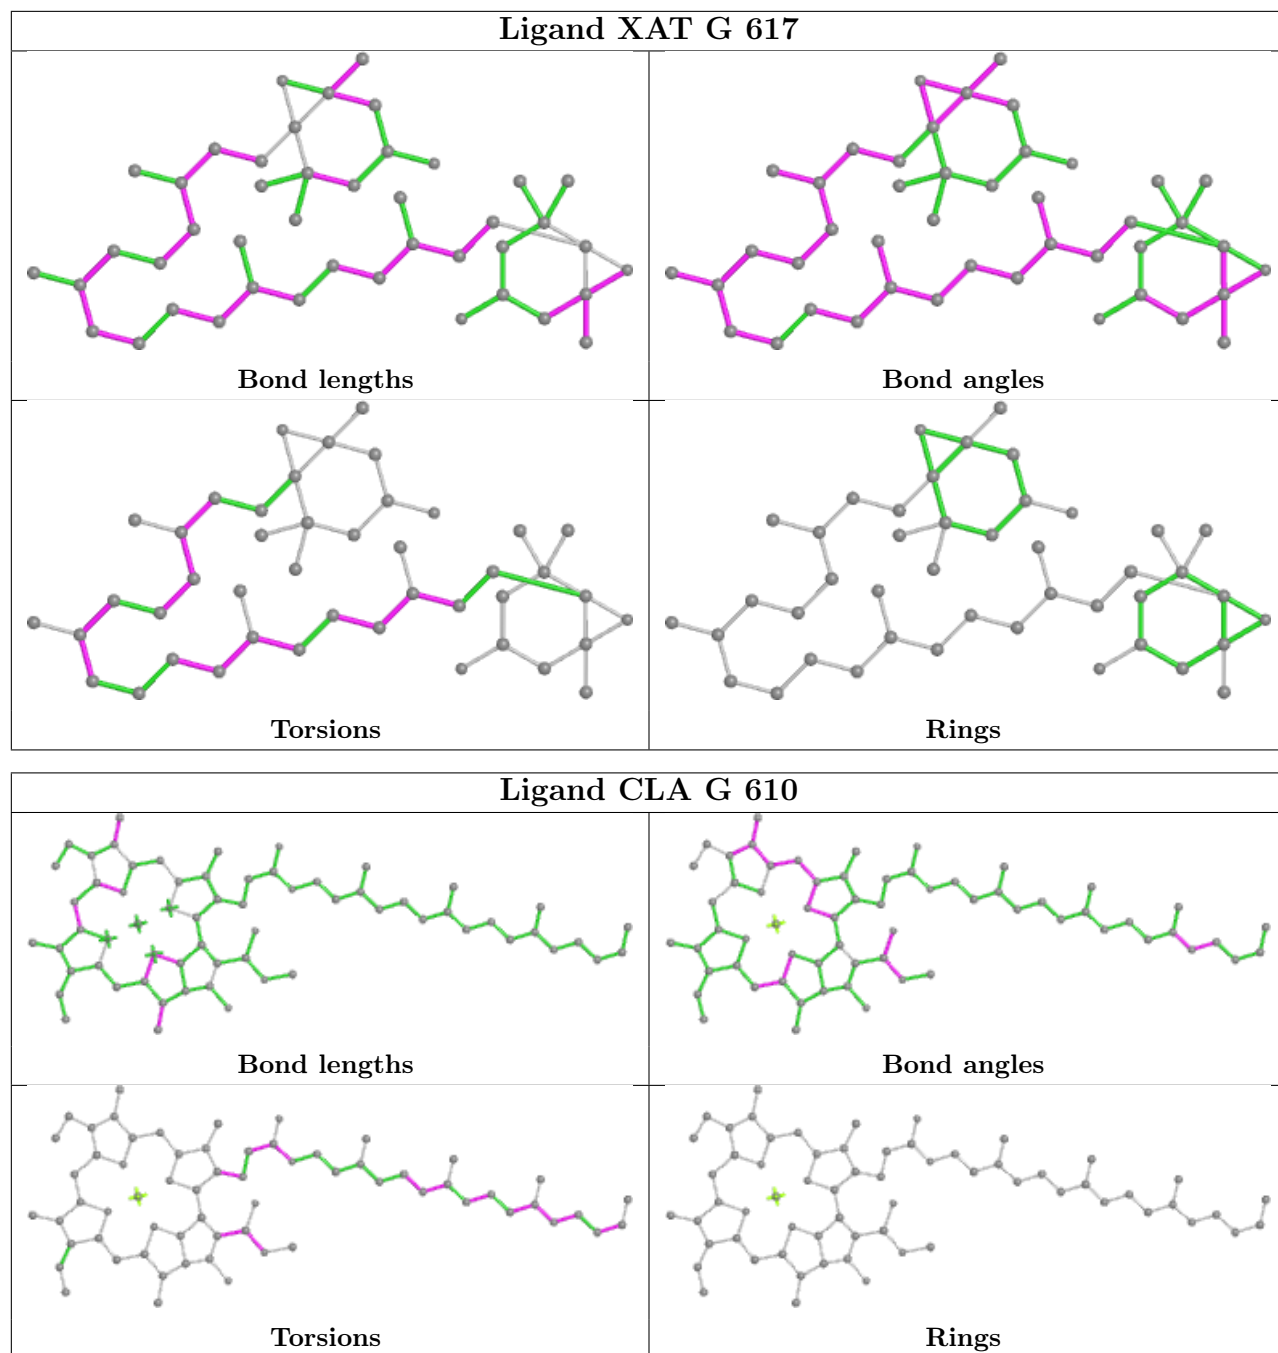 Ligand XAT G 617
Bond lengths
Bond angles
Torsions
Rings
Ligand CLA G 610
Bond lengths
Bond angles
Torsions
Rings